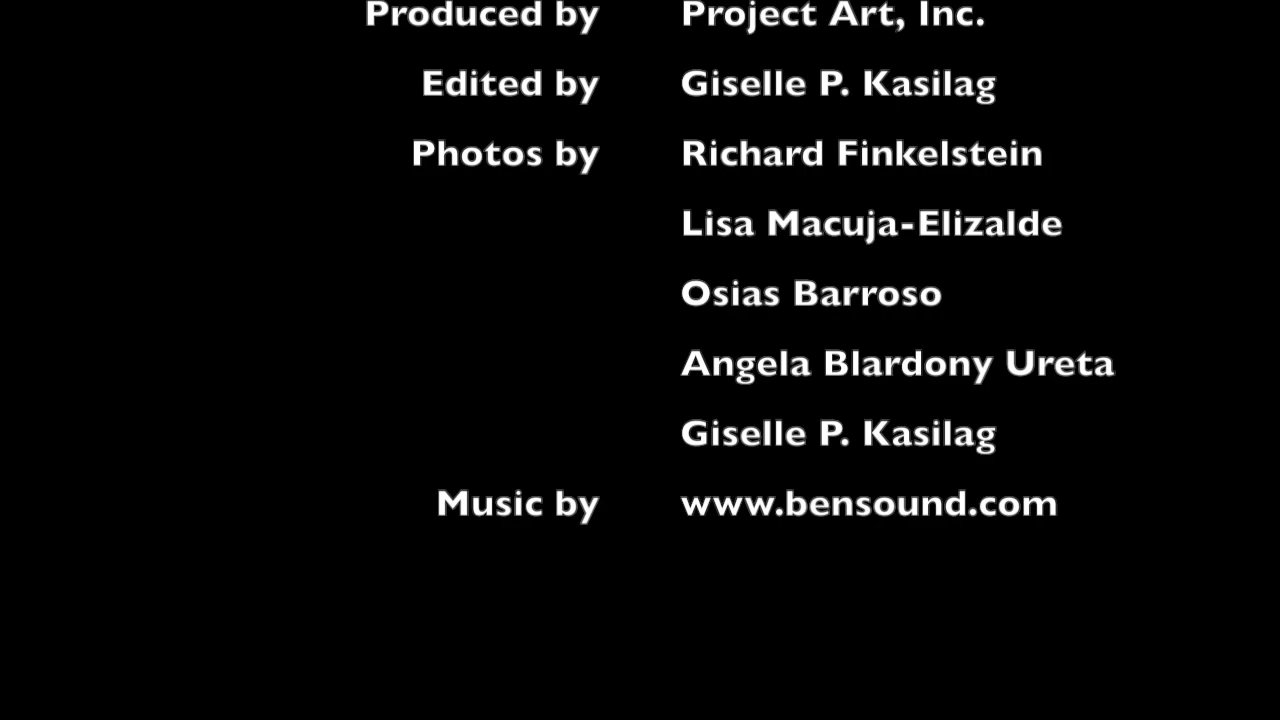 Produced by Project Art, Inc.
Edited by Giselle P. Kasilag
Photos by Richard Finkelstein
Lisa Macuja-Elizalde
Osias Barroso
Angela Blardony Ureta
Giselle P. Kasilag
Music by www.bensound.com